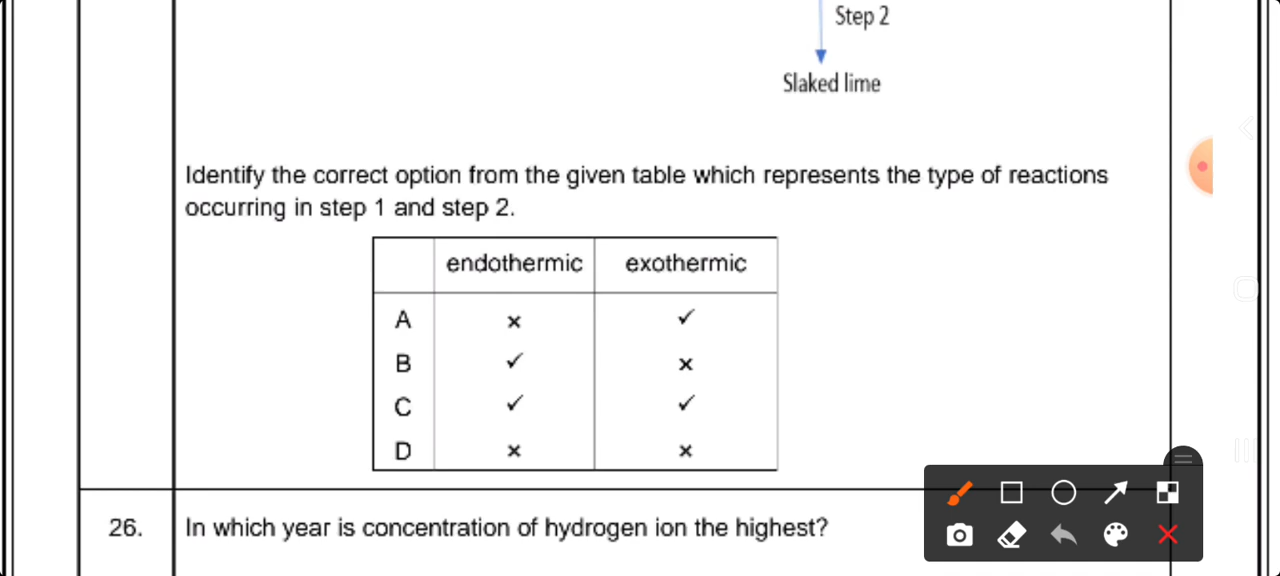 Step 2
Slaked lime
Identify the correct option from the given table which represents the type of reactions
occurring in step 1 and step 2.
endothermic exothermic
A × ✓
B ✓ ×
C ✓ ✓
D × ×
26. In which year is concentration of hydrogen ion the highest?